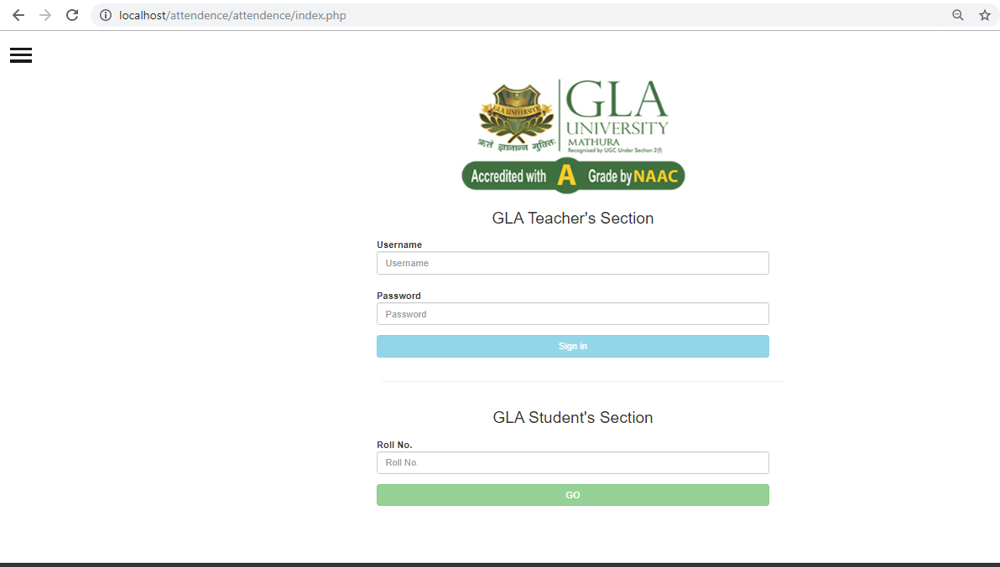 localhost/attendence/attendence/index.php
GLA UNIVERSITY
ऋते ज्ञानान्न मुक्तिः
GLA
UNIVERSITY
MATHURA
Recognised by UGC Under Section 2(f)
Accredited with A Grade by NAAC
GLA Teacher's Section
Username
Username
Password
Password
Sign in
GLA Student's Section
Roll No.
Roll No.
GO